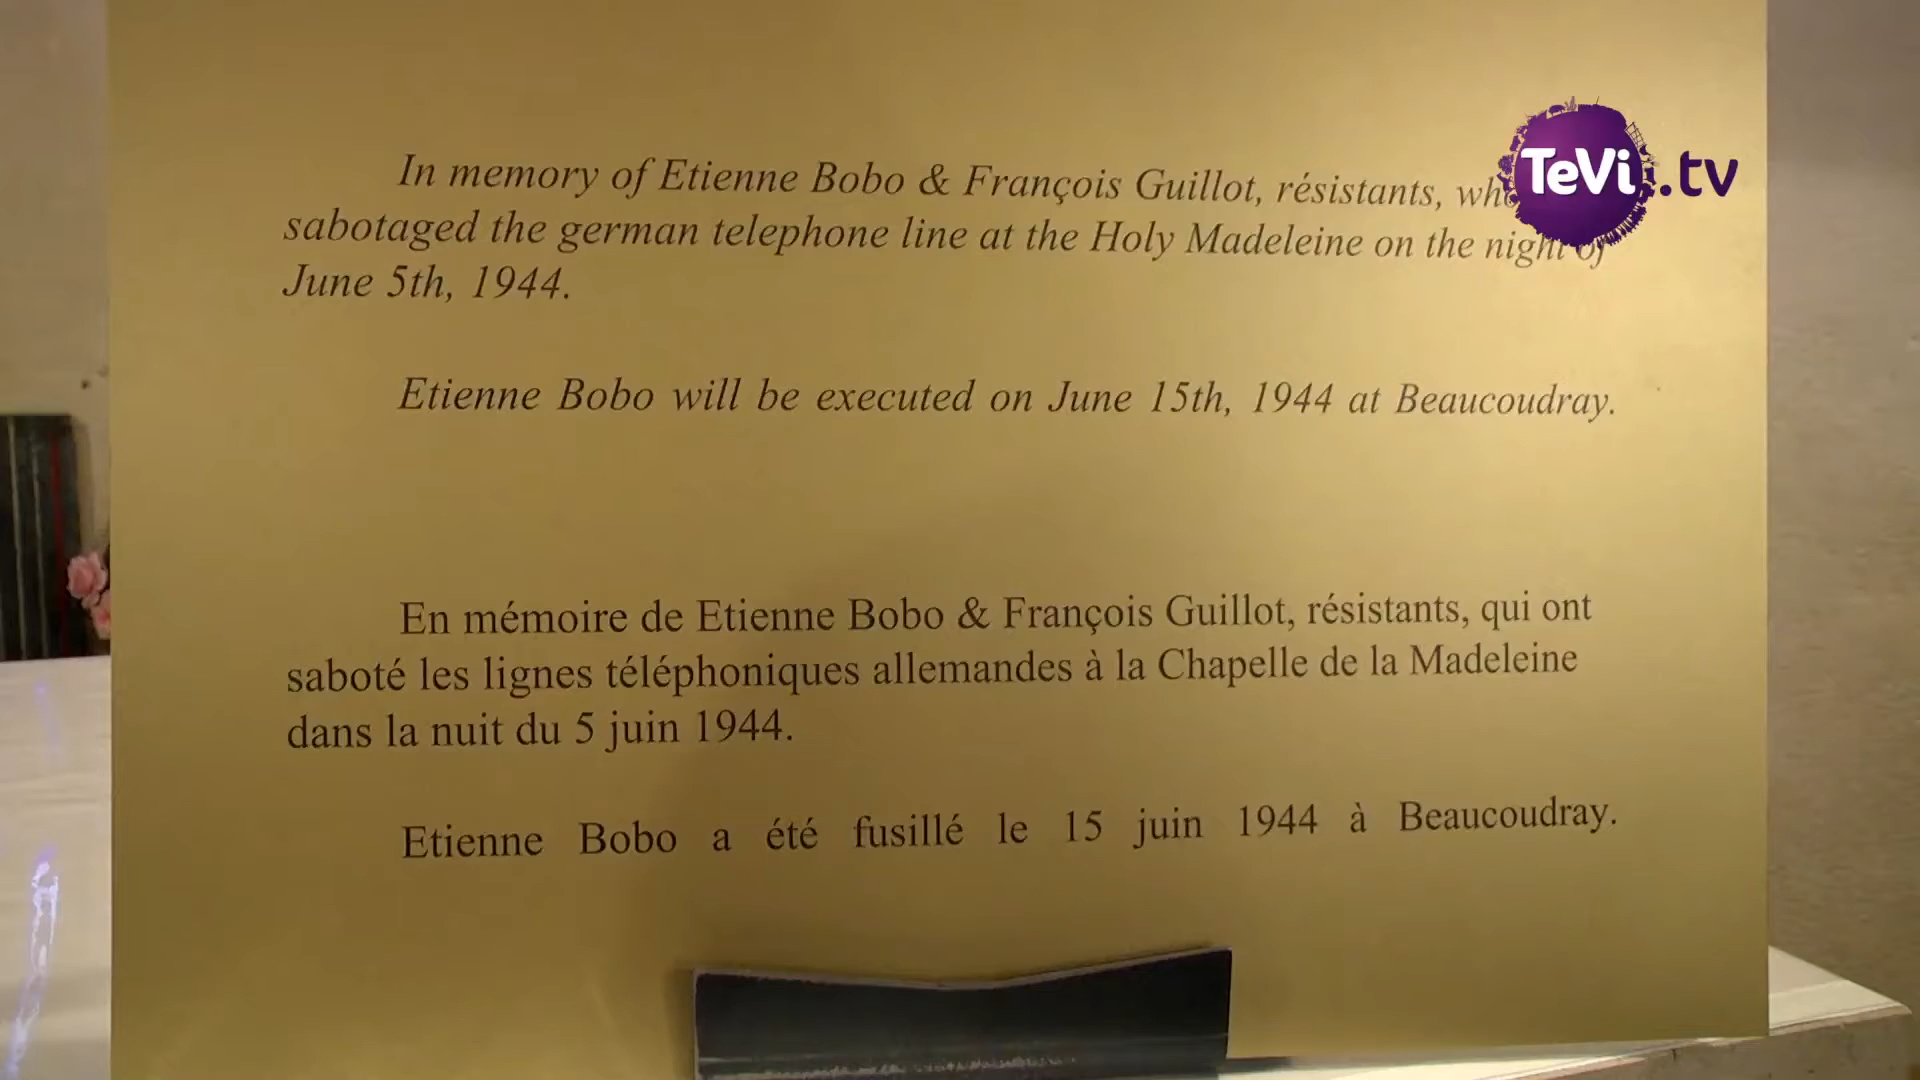 TeVi.tv
In memory of Etienne Bobo & François Guillot, résistants, who
sabotaged the german telephone line at the Holy Madeleine on the night of
June 5th, 1944.
Etienne Bobo will be executed on June 15th, 1944 at Beaucoudray.
En mémoire de Etienne Bobo & François Guillot, résistants, qui ont
saboté les lignes téléphoniques allemandes à la Chapelle de la Madeleine
dans la nuit du 5 juin 1944.
Etienne Bobo a été fusillé le 15 juin 1944 à Beaucoudray.